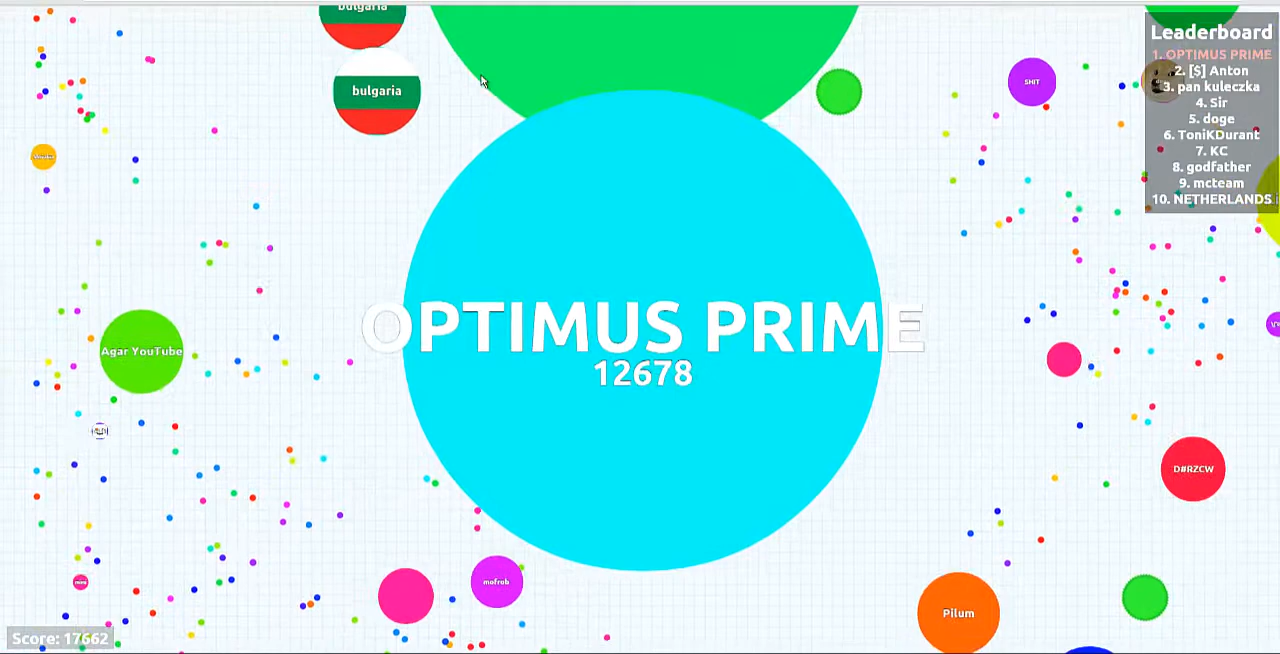 bulgaria
bulgaria
SHIT
Leaderboard
1. OPTIMUS PRIME
2. [$] Anton
3. pan kuleczka
4. Sir
5. doge
6. ToniKDurant
7. KC
8. godfather
9. mcteam
10. NETHERLANDS
Agar YouTube
OPTIMUS PRIME
12678
D#RZCW
mofrob
Pilum
Score: 17662